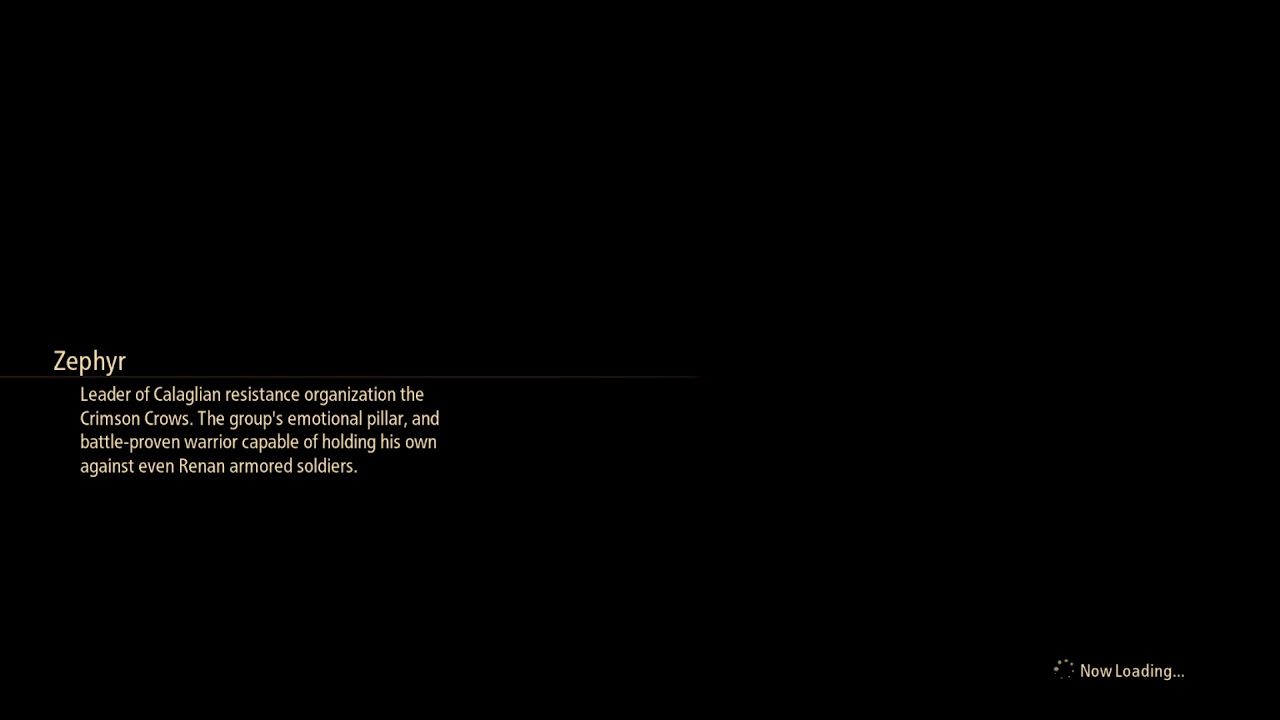 Zephyr
Leader of Calaglian resistance organization the
Crimson Crows. The group's emotional pillar, and
battle-proven warrior capable of holding his own
against even Renan armored soldiers.
Now Loading...